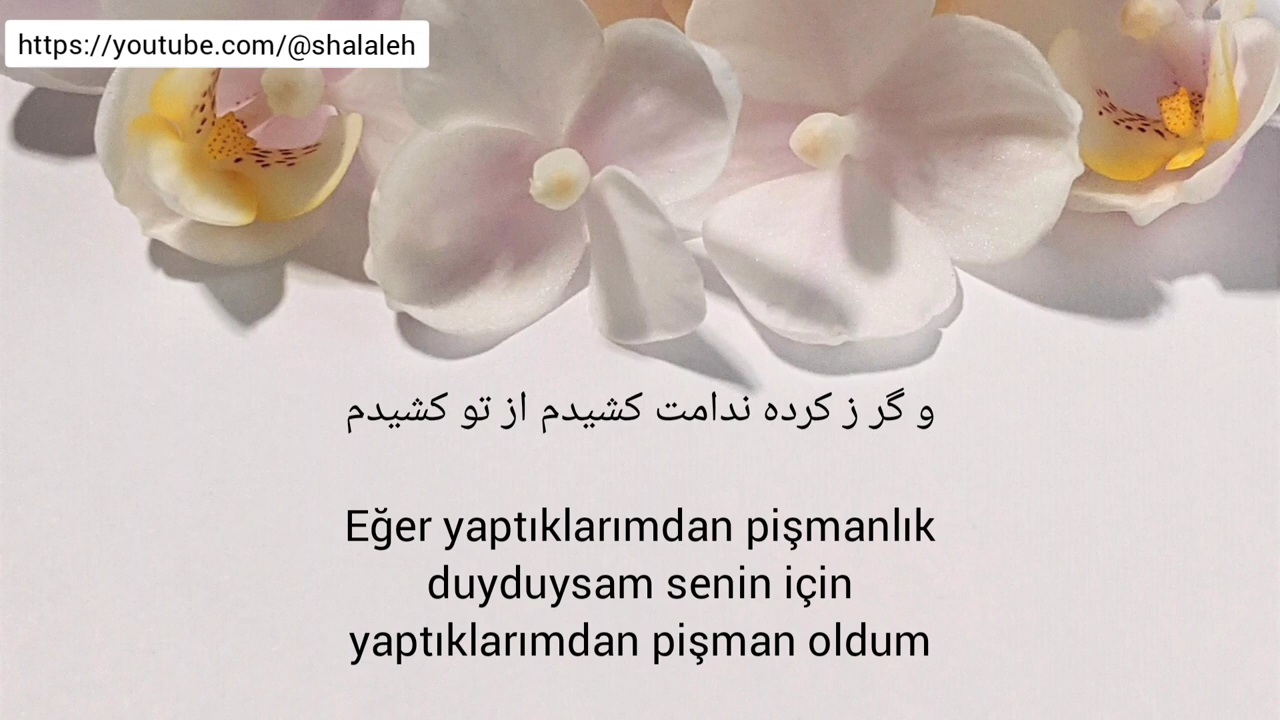 https://youtube.com/@shalaleh
و گر ز کرده ندامت کشیدم از تو کشیدم
Eğer yaptıklarımdan pişmanlık
duyduysam senin için
yaptıklarımdan pişman oldum